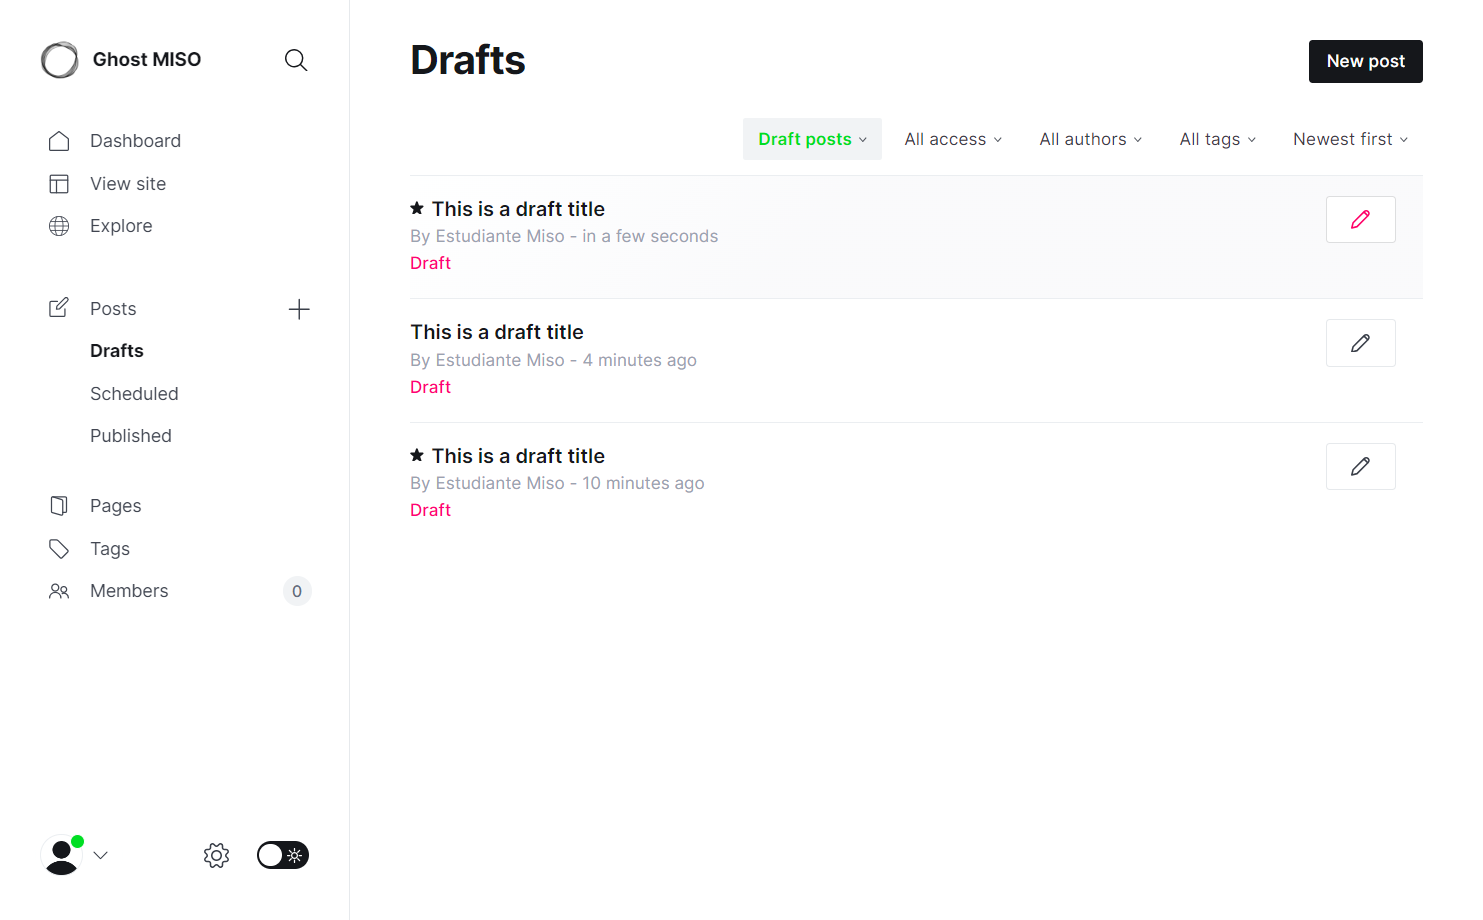 Ghost MISO
Dashboard
View site
Explore
Posts
Drafts
Scheduled
Published
Pages
Tags
Members
0
Drafts
New post
Draft posts
All access
All authors
All tags
Newest first
This is a draft title
By Estudiante Miso - in a few seconds
Draft
This is a draft title
By Estudiante Miso - 4 minutes ago
Draft
This is a draft title
By Estudiante Miso - 10 minutes ago
Draft